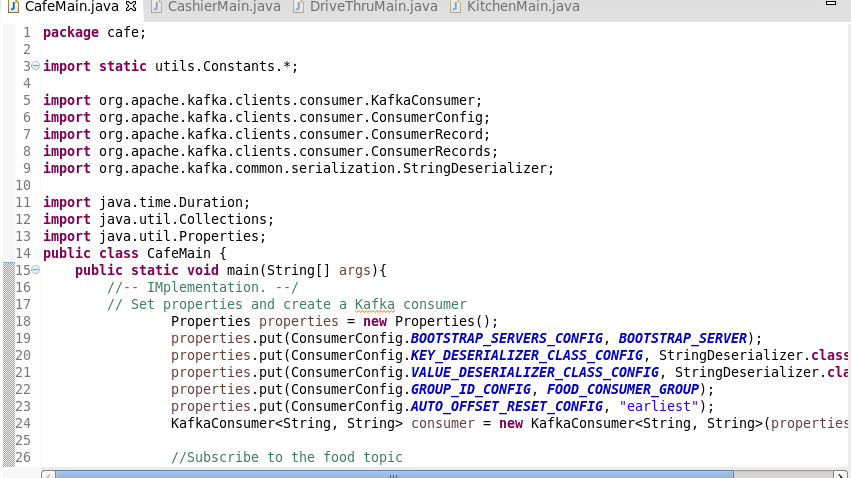 CafeMain.java CashierMain.java DriveThruMain.java KitchenMain.java
1 package cafe;
2
3 import static utils.Constants.*;
4
5 import org.apache.kafka.clients.consumer.KafkaConsumer;
6 import org.apache.kafka.clients.consumer.ConsumerConfig;
7 import org.apache.kafka.clients.consumer.ConsumerRecord;
8 import org.apache.kafka.clients.consumer.ConsumerRecords;
9 import org.apache.kafka.common.serialization.StringDeserializer;
10
11 import java.time.Duration;
12 import java.util.Collections;
13 import java.util.Properties;
14 public class CafeMain {
15 public static void main(String[] args){
16 //-- IMplementation. --/
17 // Set properties and create a Kafka consumer
18 Properties properties = new Properties();
19 properties.put(ConsumerConfig.BOOTSTRAP_SERVERS_CONFIG, BOOTSTRAP_SERVER);
20 properties.put(ConsumerConfig.KEY_DESERIALIZER_CLASS_CONFIG, StringDeserializer.class
21 properties.put(ConsumerConfig.VALUE_DESERIALIZER_CLASS_CONFIG, StringDeserializer.cla
22 properties.put(ConsumerConfig.GROUP_ID_CONFIG, FOOD_CONSUMER_GROUP);
23 properties.put(ConsumerConfig.AUTO_OFFSET_RESET_CONFIG, "earliest");
24 KafkaConsumer<String, String> consumer = new KafkaConsumer<String, String>(properties
25
26 //Subscribe to the food topic